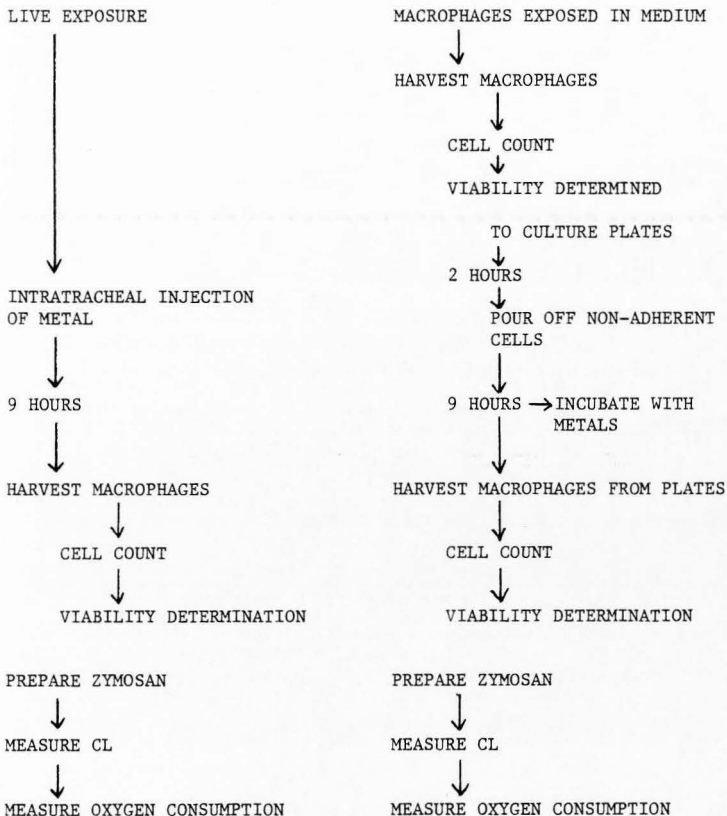 LIVE EXPOSURE
INTRATRACHEAL INJECTION
OF METAL
9 HOURS
HARVEST MACROPHAGES
CELL COUNT
VIABILITY DETERMINATION
PREPARE ZYMOSAN
MEASURE CL
MEASURE OXYGEN CONSUMPTION
MACROPHAGES EXPOSED IN MEDIUM
HARVEST MACROPHAGES
CELL COUNT
VIABILITY DETERMINED
TO CULTURE PLATES
2 HOURS
POUR OFF NON-ADHERENT
CELLS
9 HOURS → INCUBATE WITH
METALS
HARVEST MACROPHAGES FROM PLATES
CELL COUNT
VIABILITY DETERMINATION
PREPARE ZYMOSAN
MEASURE CL
MEASURE OXYGEN CONSUMPTION